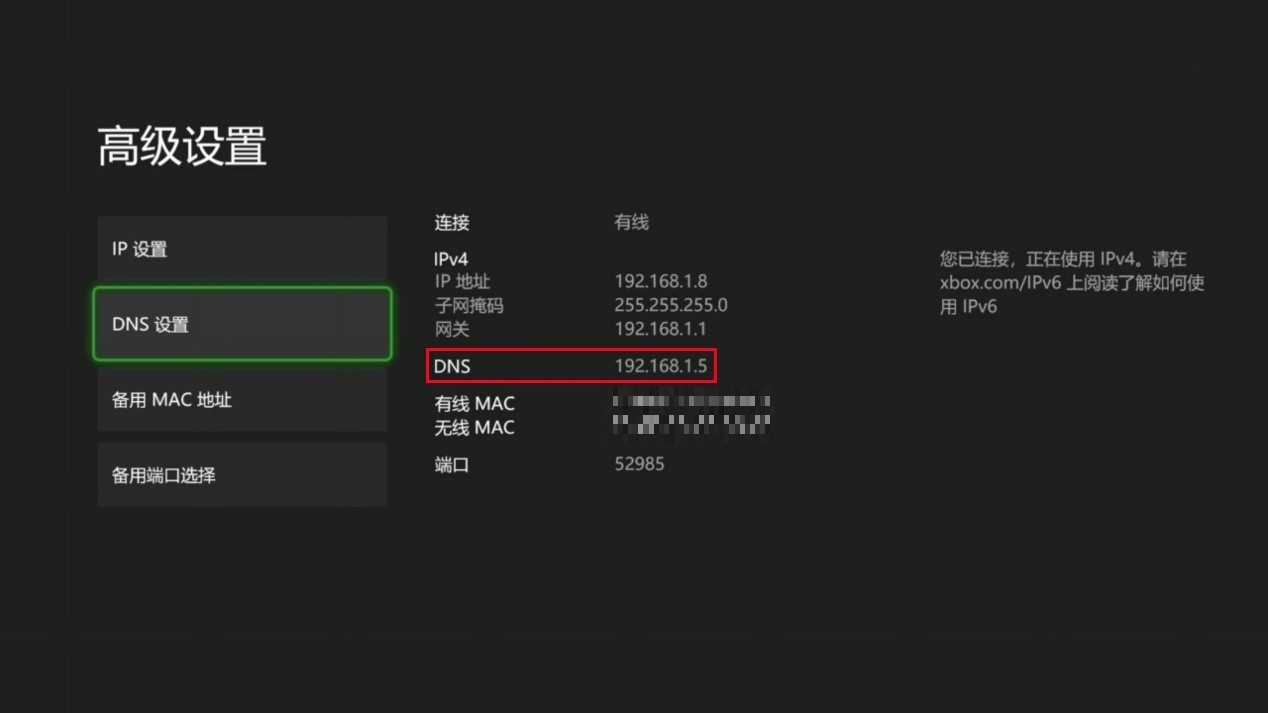 高级设置
IP 设置
DNS 设置
备用 MAC 地址
备用端口选择
连接 有线
IPv4
IP 地址 192.168.1.8
子网掩码 255.255.255.0
网关 192.168.1.1
DNS 192.168.1.5
有线 MAC
无线 MAC
端口 52985
您已连接，正在使用 IPv4。请在
xbox.com/IPv6 上阅读了解如何使
用 IPv6